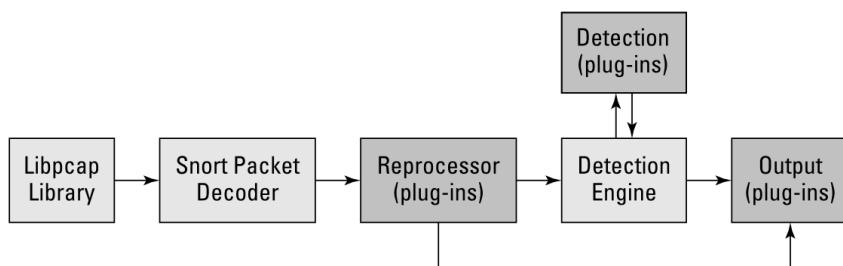 Detection
(plug-ins)
Libpcap
Library
Snort Packet
Decoder
Reprocessor
(plug-ins)
Detection
Engine
Output
(plug-ins)